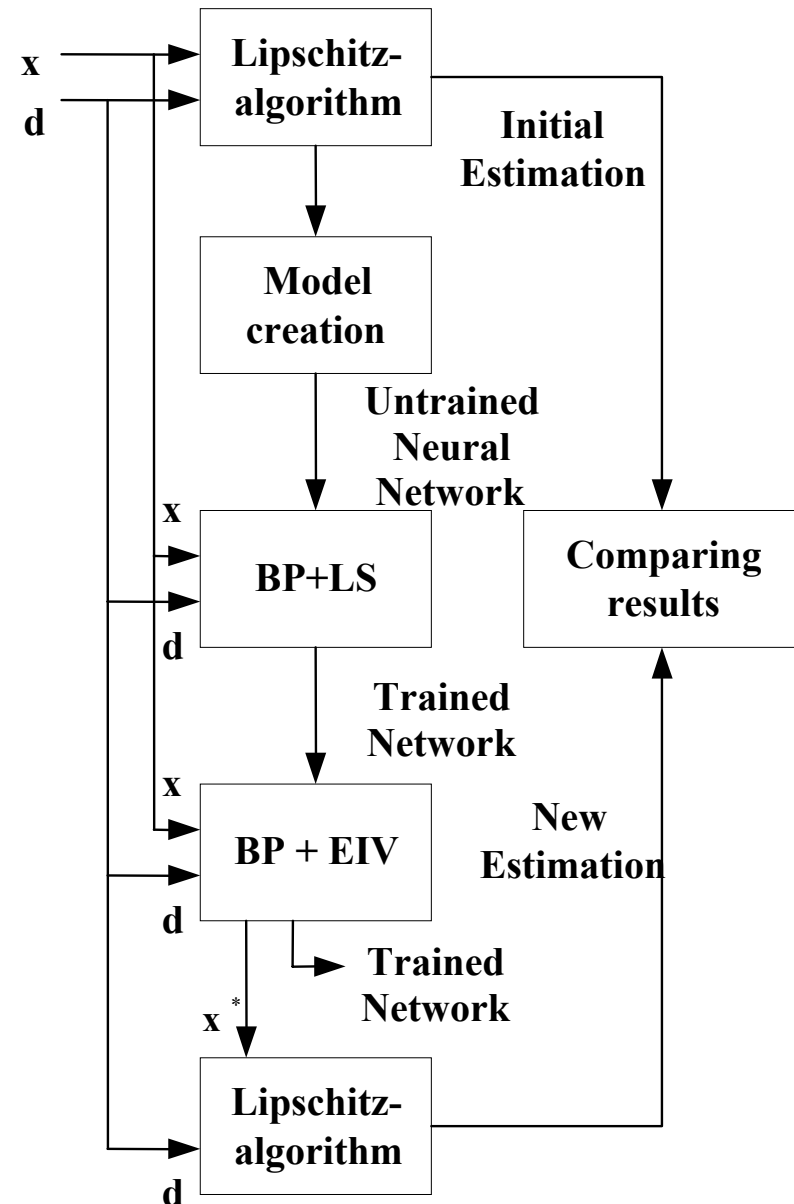 x
d
Lipschitz-
algorithm
Initial
Estimation
Model
creation
Untrained
Neural
Network
x
BP+LS
d
Comparing
results
Trained
Network
x
BP + EIV
d
New
Estimation
Trained
Network
x *
Lipschitz-
algorithm
d